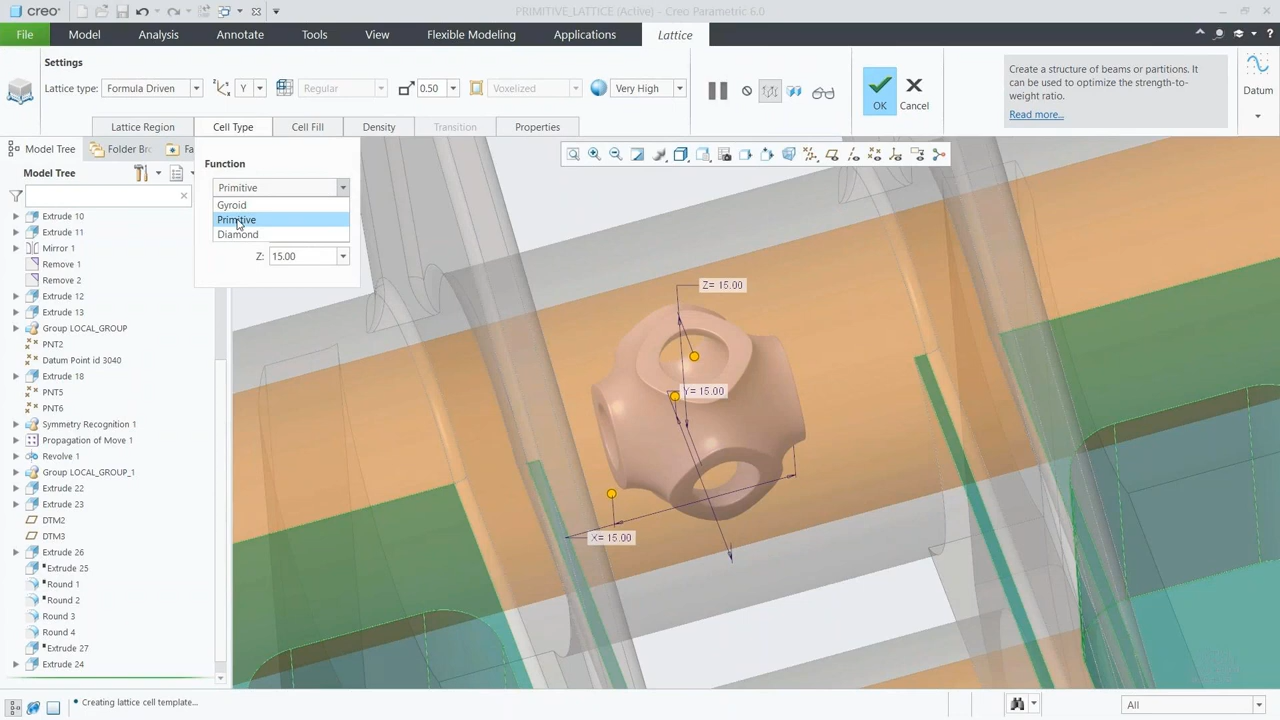 creo
PRIMITIVE_LATTICE (Active) - Creo Parametric 6.0
File Model Analysis Annotate Tools View Flexible Modeling Applications Lattice
Settings
Lattice type: Formula Driven Y Regular 0.50 Voxelized Very High
OK Cancel
Create a structure of beams or partitions. It
can be used to optimize the strength-to-
weight ratio.
Read more...
Datum
Lattice Region Cell Type Cell Fill Density Transition Properties
Model Tree Folder Br Fa
Model Tree
Function
Primitive
Gyroid
Primitive
Diamond
Z: 15.00
Extrude 10
Extrude 11
Mirror 1
Remove 1
Remove 2
Extrude 12
Extrude 13
Group LOCAL_GROUP
PNT2
Datum Point id 3040
Extrude 18
PNT5
PNT6
Symmetry Recognition 1
Propagation of Move 1
Revolve 1
Group LOCAL_GROUP_1
Extrude 22
Extrude 23
DTM2
DTM3
Extrude 26
Extrude 25
Round 1
Round 2
Round 3
Round 4
Extrude 27
Extrude 24
Z= 15.00
Y= 15.00
X= 15.00
Creating lattice cell template...
All